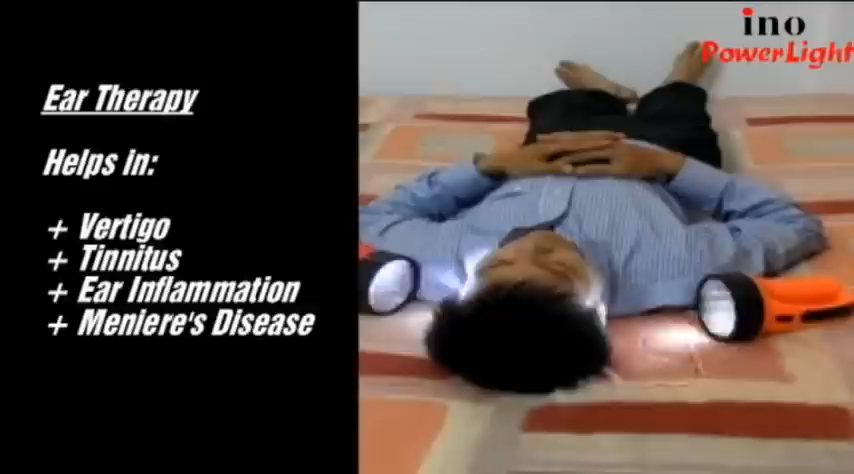 Ear Therapy
Helps in:
+ Vertigo
+ Tinnitus
+ Ear Inflammation
+ Meniere's Disease
ino
PowerLight